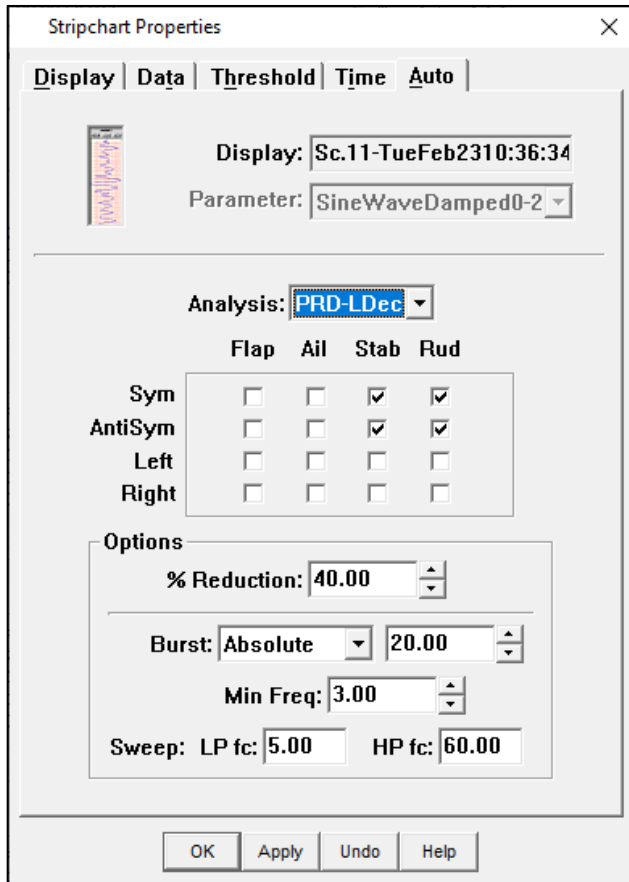 Stripchart Properties
Display Data Threshold Time Auto
Display: Sc.11-TueFeb2310:36:34
Parameter: SineWaveDamped0-2
Analysis: PRD-LDec
Flap Ail Stab Rud
Sym
AntiSym
Left
Right
Options
% Reduction: 40.00
Burst: Absolute 20.00
Min Freq: 3.00
Sweep: LP fc: 5.00 HP fc: 60.00
OK Apply Undo Help